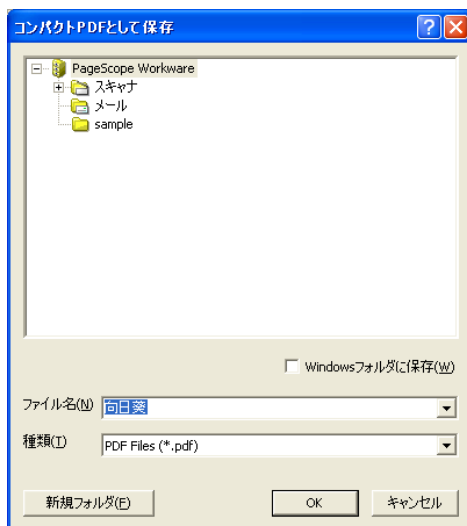 コンパクトPDFとして保存
PageScope Workware
スキャナ
メール
sample
Windowsフォルダに保存(W)
ファイル名(N) 向日葵
種類(T) PDF Files (*.pdf)
新規フォルダ(F) OK キャンセル